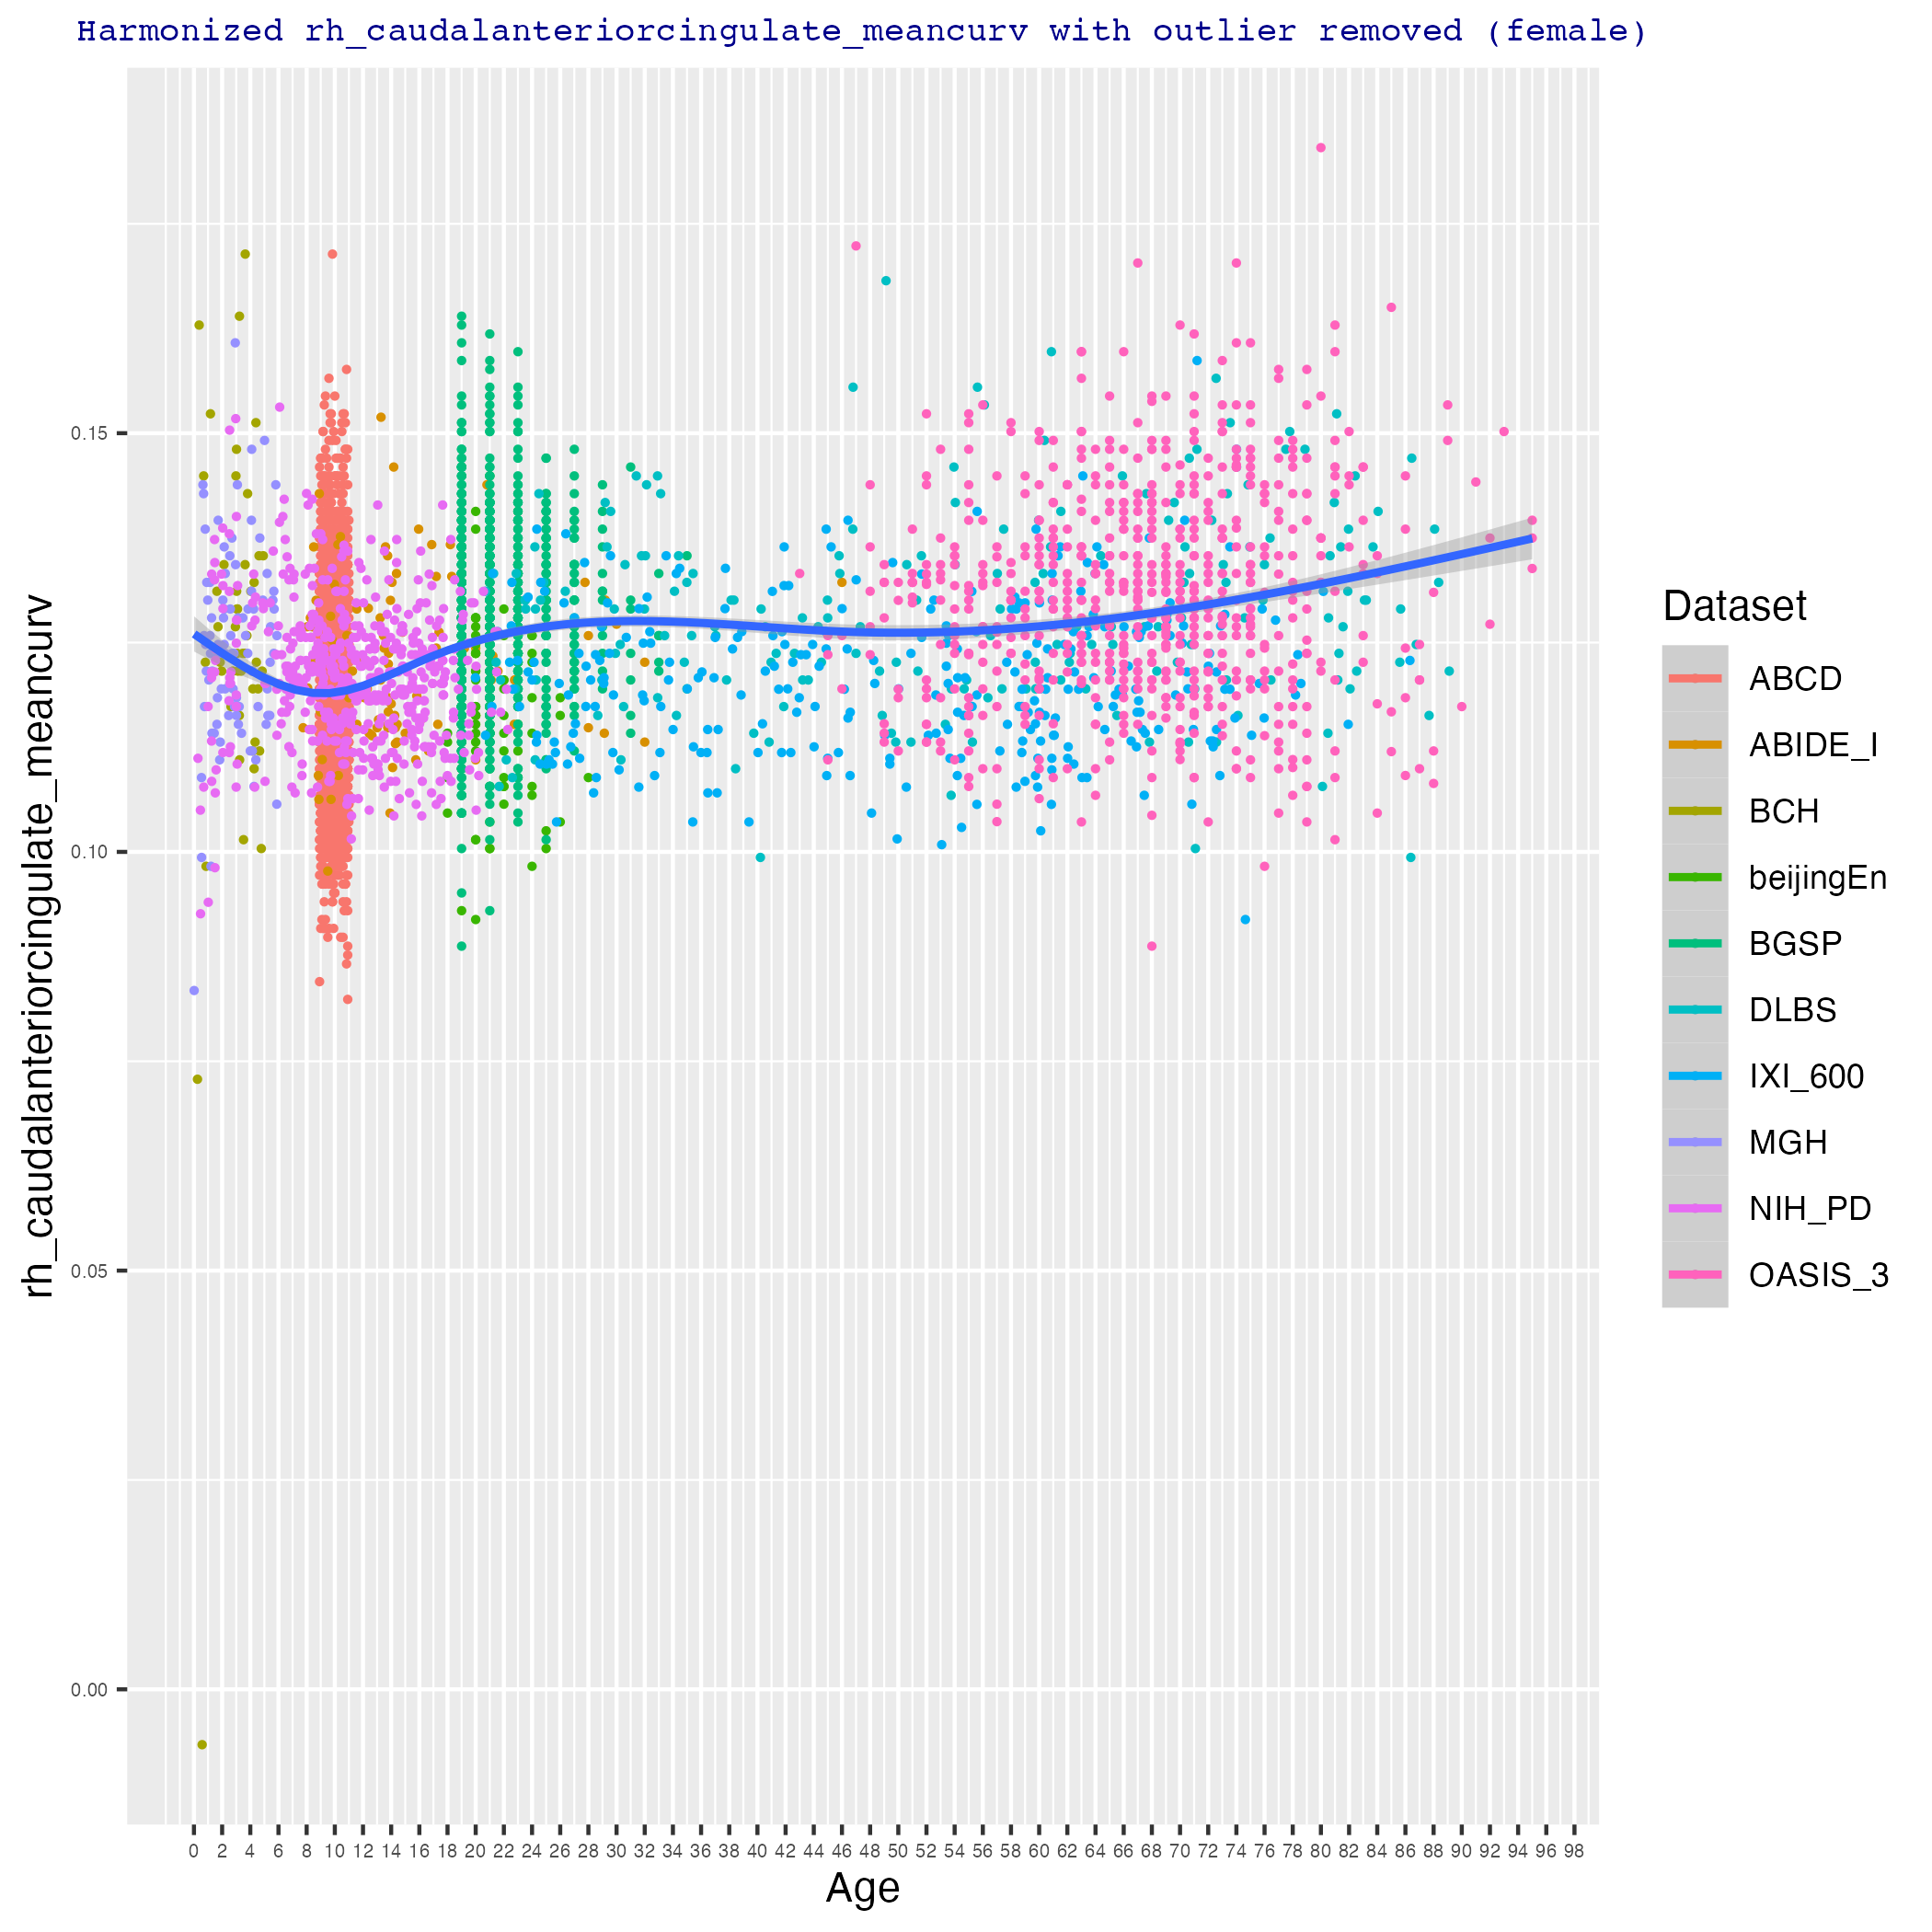 Harmonized rh_caudalanteriorcingulate_meancurv with outlier removed (female)
rh_caudalanteriorcingulate_meancurv
0.15
0.10
0.05
0.00
0 2 4 6 8 10 12 14 16 18 20 22 24 26 28 30 32 34 36 38 40 42 44 46 48 50 52 54 56 58 60 62 64 66 68 70 72 74 76 78 80 82 84 86 88 90 92 94 96 98
Age
Dataset
ABCD
ABIDE_I
BCH
beijingEn
BGSP
DLBS
IXI_600
MGH
NIH_PD
OASIS_3